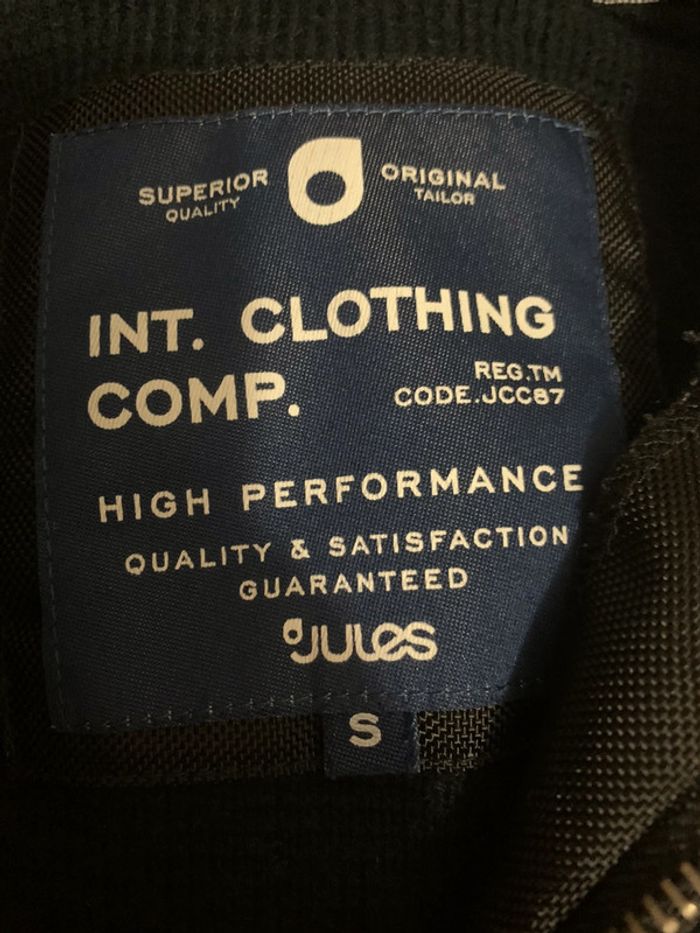 SUPERIOR ORIGINAL
QUALITY TAILOR
INT. CLOTHING
COMP. REG.TM
CODE.JCC87
HIGH PERFORMANCE
QUALITY & SATISFACTION
GUARANTEED
JULES
S